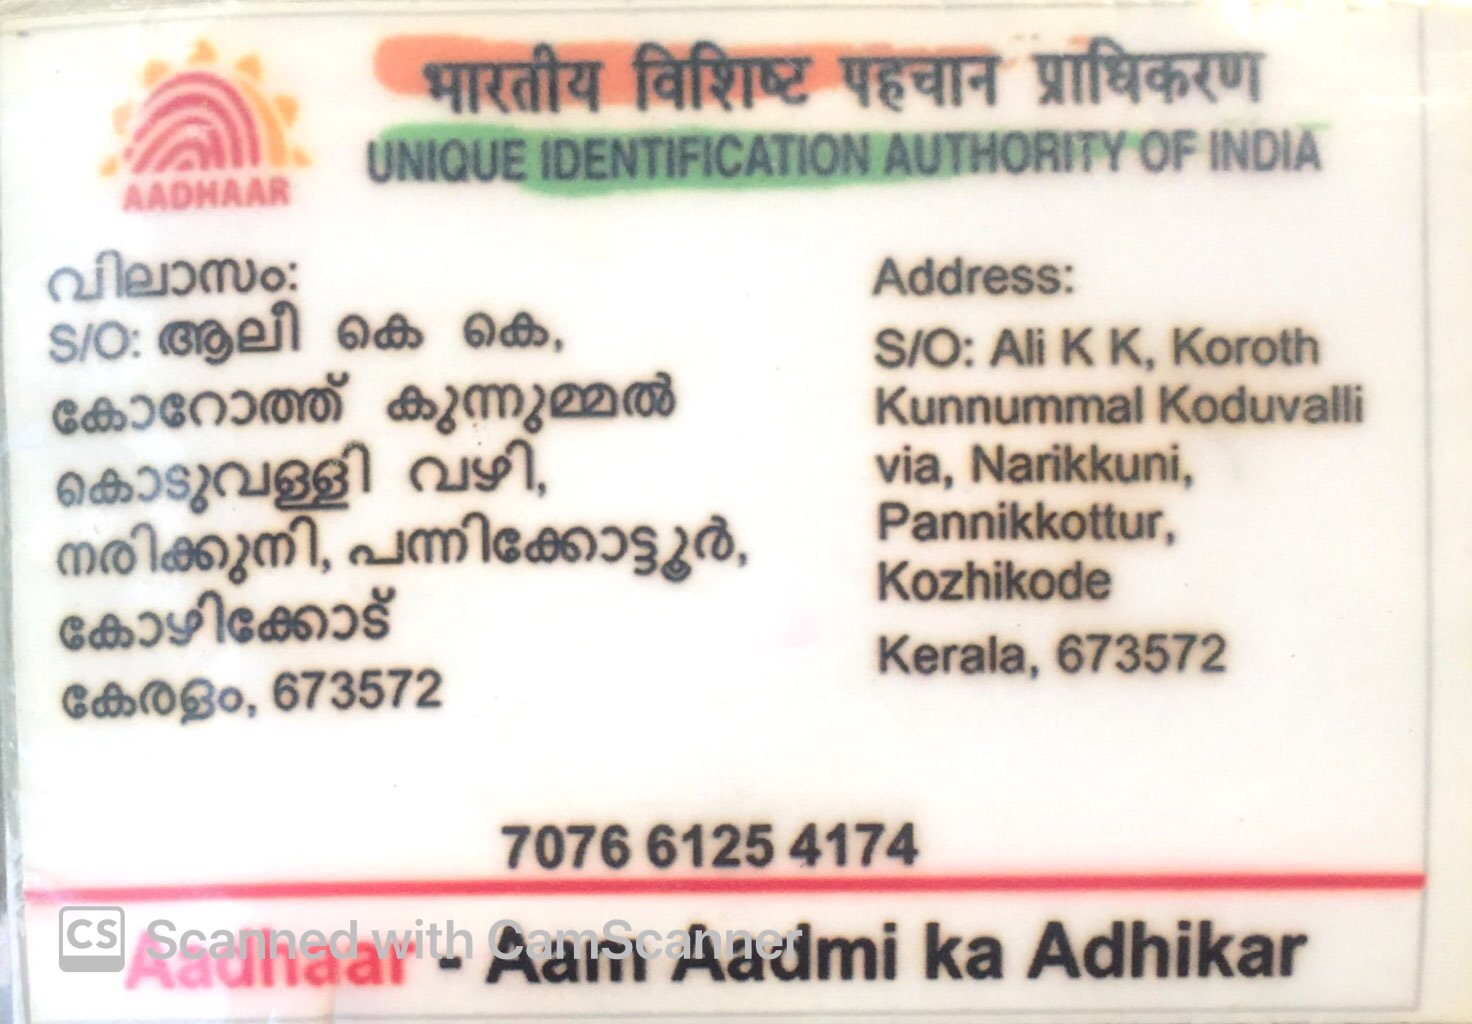 भारतीय विशिष्ट पहचान प्राधिकरण
UNIQUE IDENTIFICATION AUTHORITY OF INDIA
AADHAAR
വിലാസം:
S/O: ആലീ കെ കെ,
കോറോത്ത് കുന്നുമ്മൽ
കൊടുവള്ളി വഴി,
നരിക്കുനി, പന്നിക്കോട്ടൂർ,
കോഴിക്കോട്
കേരളം, 673572
Address:
S/O: Ali K K, Koroth
Kunnummal Koduvalli
via, Narikkuni,
Pannikkottur,
Kozhikode
Kerala, 673572
7076 6125 4174
Aadhaar - Aam Aadmi ka Adhikar
CS Scanned with CamScanner